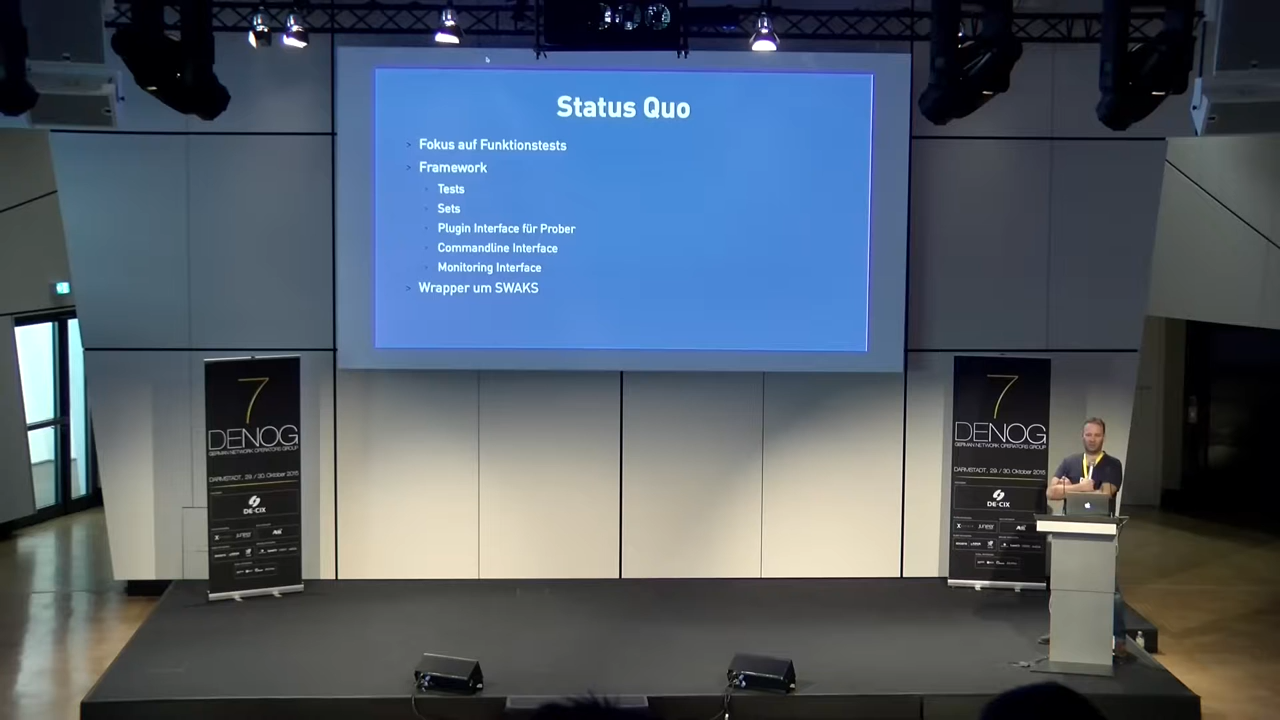 Status Quo
> Fokus auf Funktionstests
> Framework
Tests
Sets
Plugin Interface für Prober
Commandline Interface
Monitoring Interface
> Wrapper um SWAKS
7
DENOG
GERMAN NETWORK OPERATORS GROUP
DARMSTADT, 29./30. Oktober 2015
DE-CIX
7
DENOG
GERMAN NETWORK OPERATORS GROUP
DARMSTADT, 29./30. Oktober 2015
DE-CIX